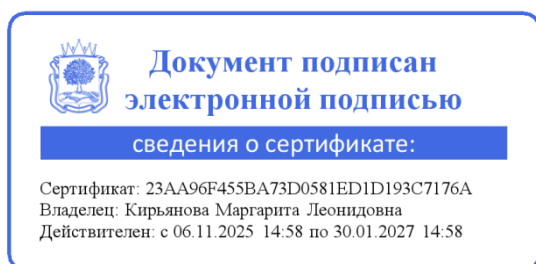 Документ подписан
электронной подписью
сведения о сертификате:
Сертификат: 23AA96F455BA73D0581ED1D193C7176A
Владелец: Кирьянова Маргарита Леонидовна
Действителен: с 06.11.2025 14:58 по 30.01.2027 14:58